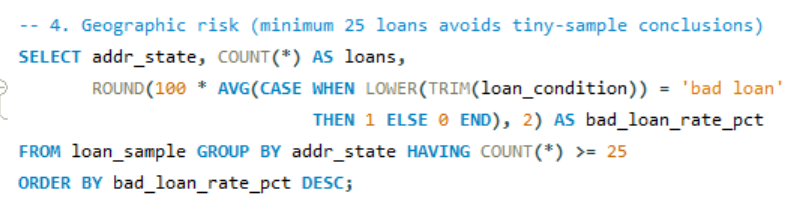 -- 4. Geographic risk (minimum 25 loans avoids tiny-sample conclusions)
SELECT addr_state, COUNT(*) AS loans,
ROUND(100 * AVG(CASE WHEN LOWER(TRIM(loan_condition)) = 'bad loan'
THEN 1 ELSE 0 END), 2) AS bad_loan_rate_pct
FROM loan_sample GROUP BY addr_state HAVING COUNT(*) >= 25
ORDER BY bad_loan_rate_pct DESC;